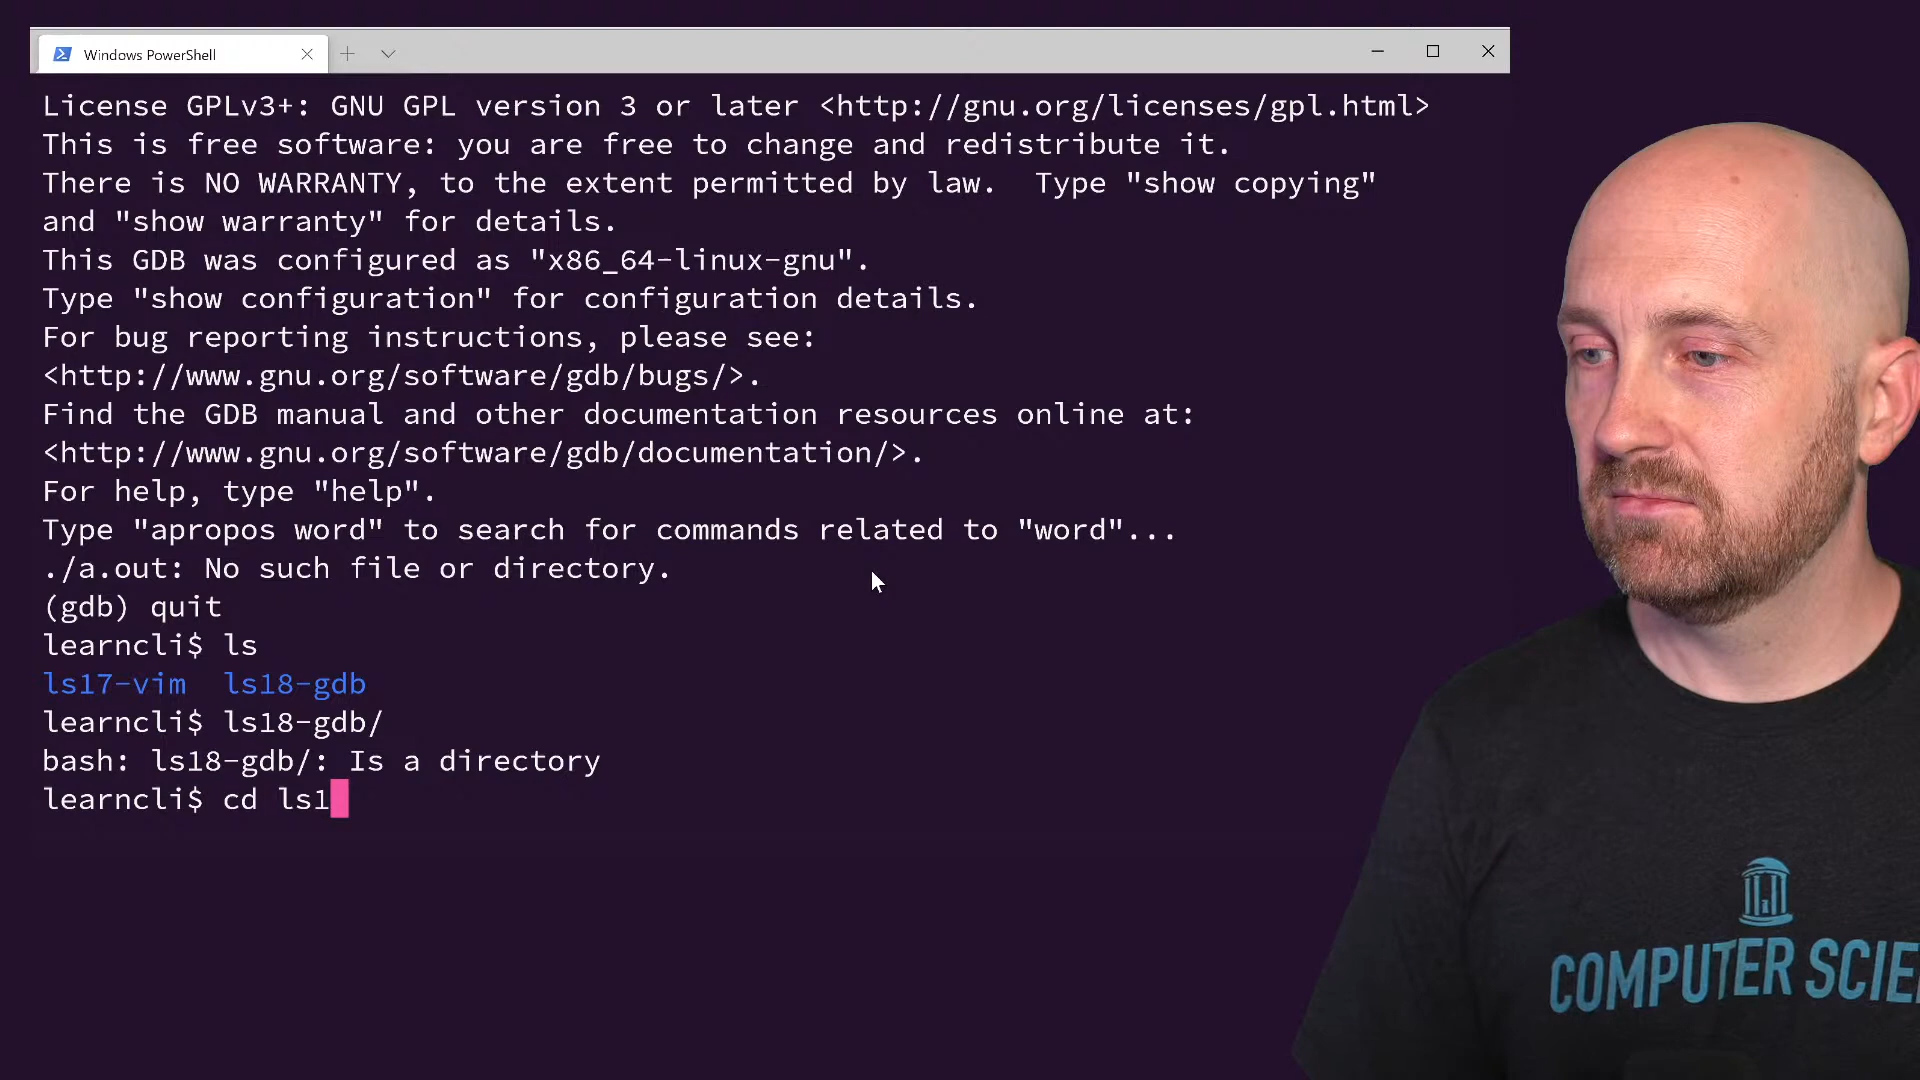 Windows PowerShell
License GPLv3+: GNU GPL version 3 or later <http://gnu.org/licenses/gpl.html>
This is free software: you are free to change and redistribute it.
There is NO WARRANTY, to the extent permitted by law.  Type "show copying"
and "show warranty" for details.
This GDB was configured as "x86_64-linux-gnu".
Type "show configuration" for configuration details.
For bug reporting instructions, please see:
<http://www.gnu.org/software/gdb/bugs/>.
Find the GDB manual and other documentation resources online at:
<http://www.gnu.org/software/gdb/documentation/>.
For help, type "help".
Type "apropos word" to search for commands related to "word"...
./a.out: No such file or directory.
(gdb) quit
learncli$ ls
ls17-vim  ls18-gdb
learncli$ ls18-gdb/
bash: ls18-gdb/: Is a directory
learncli$ cd ls1
COMPUTER SCIE